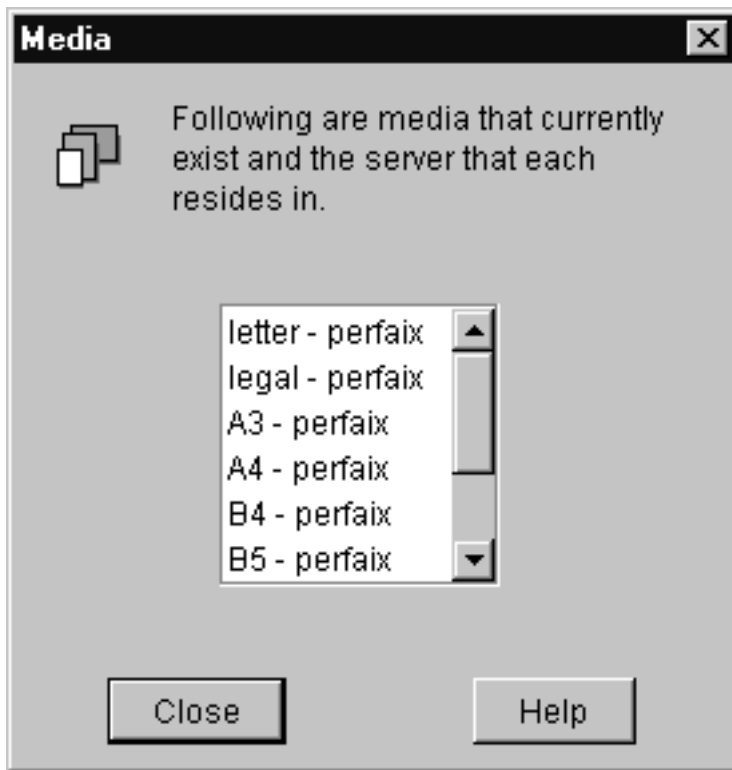 Media
Following are media that currently
exist and the server that each
resides in.
letter - perfaix
legal - perfaix
A3 - perfaix
A4 - perfaix
B4 - perfaix
B5 - perfaix
Close
Help